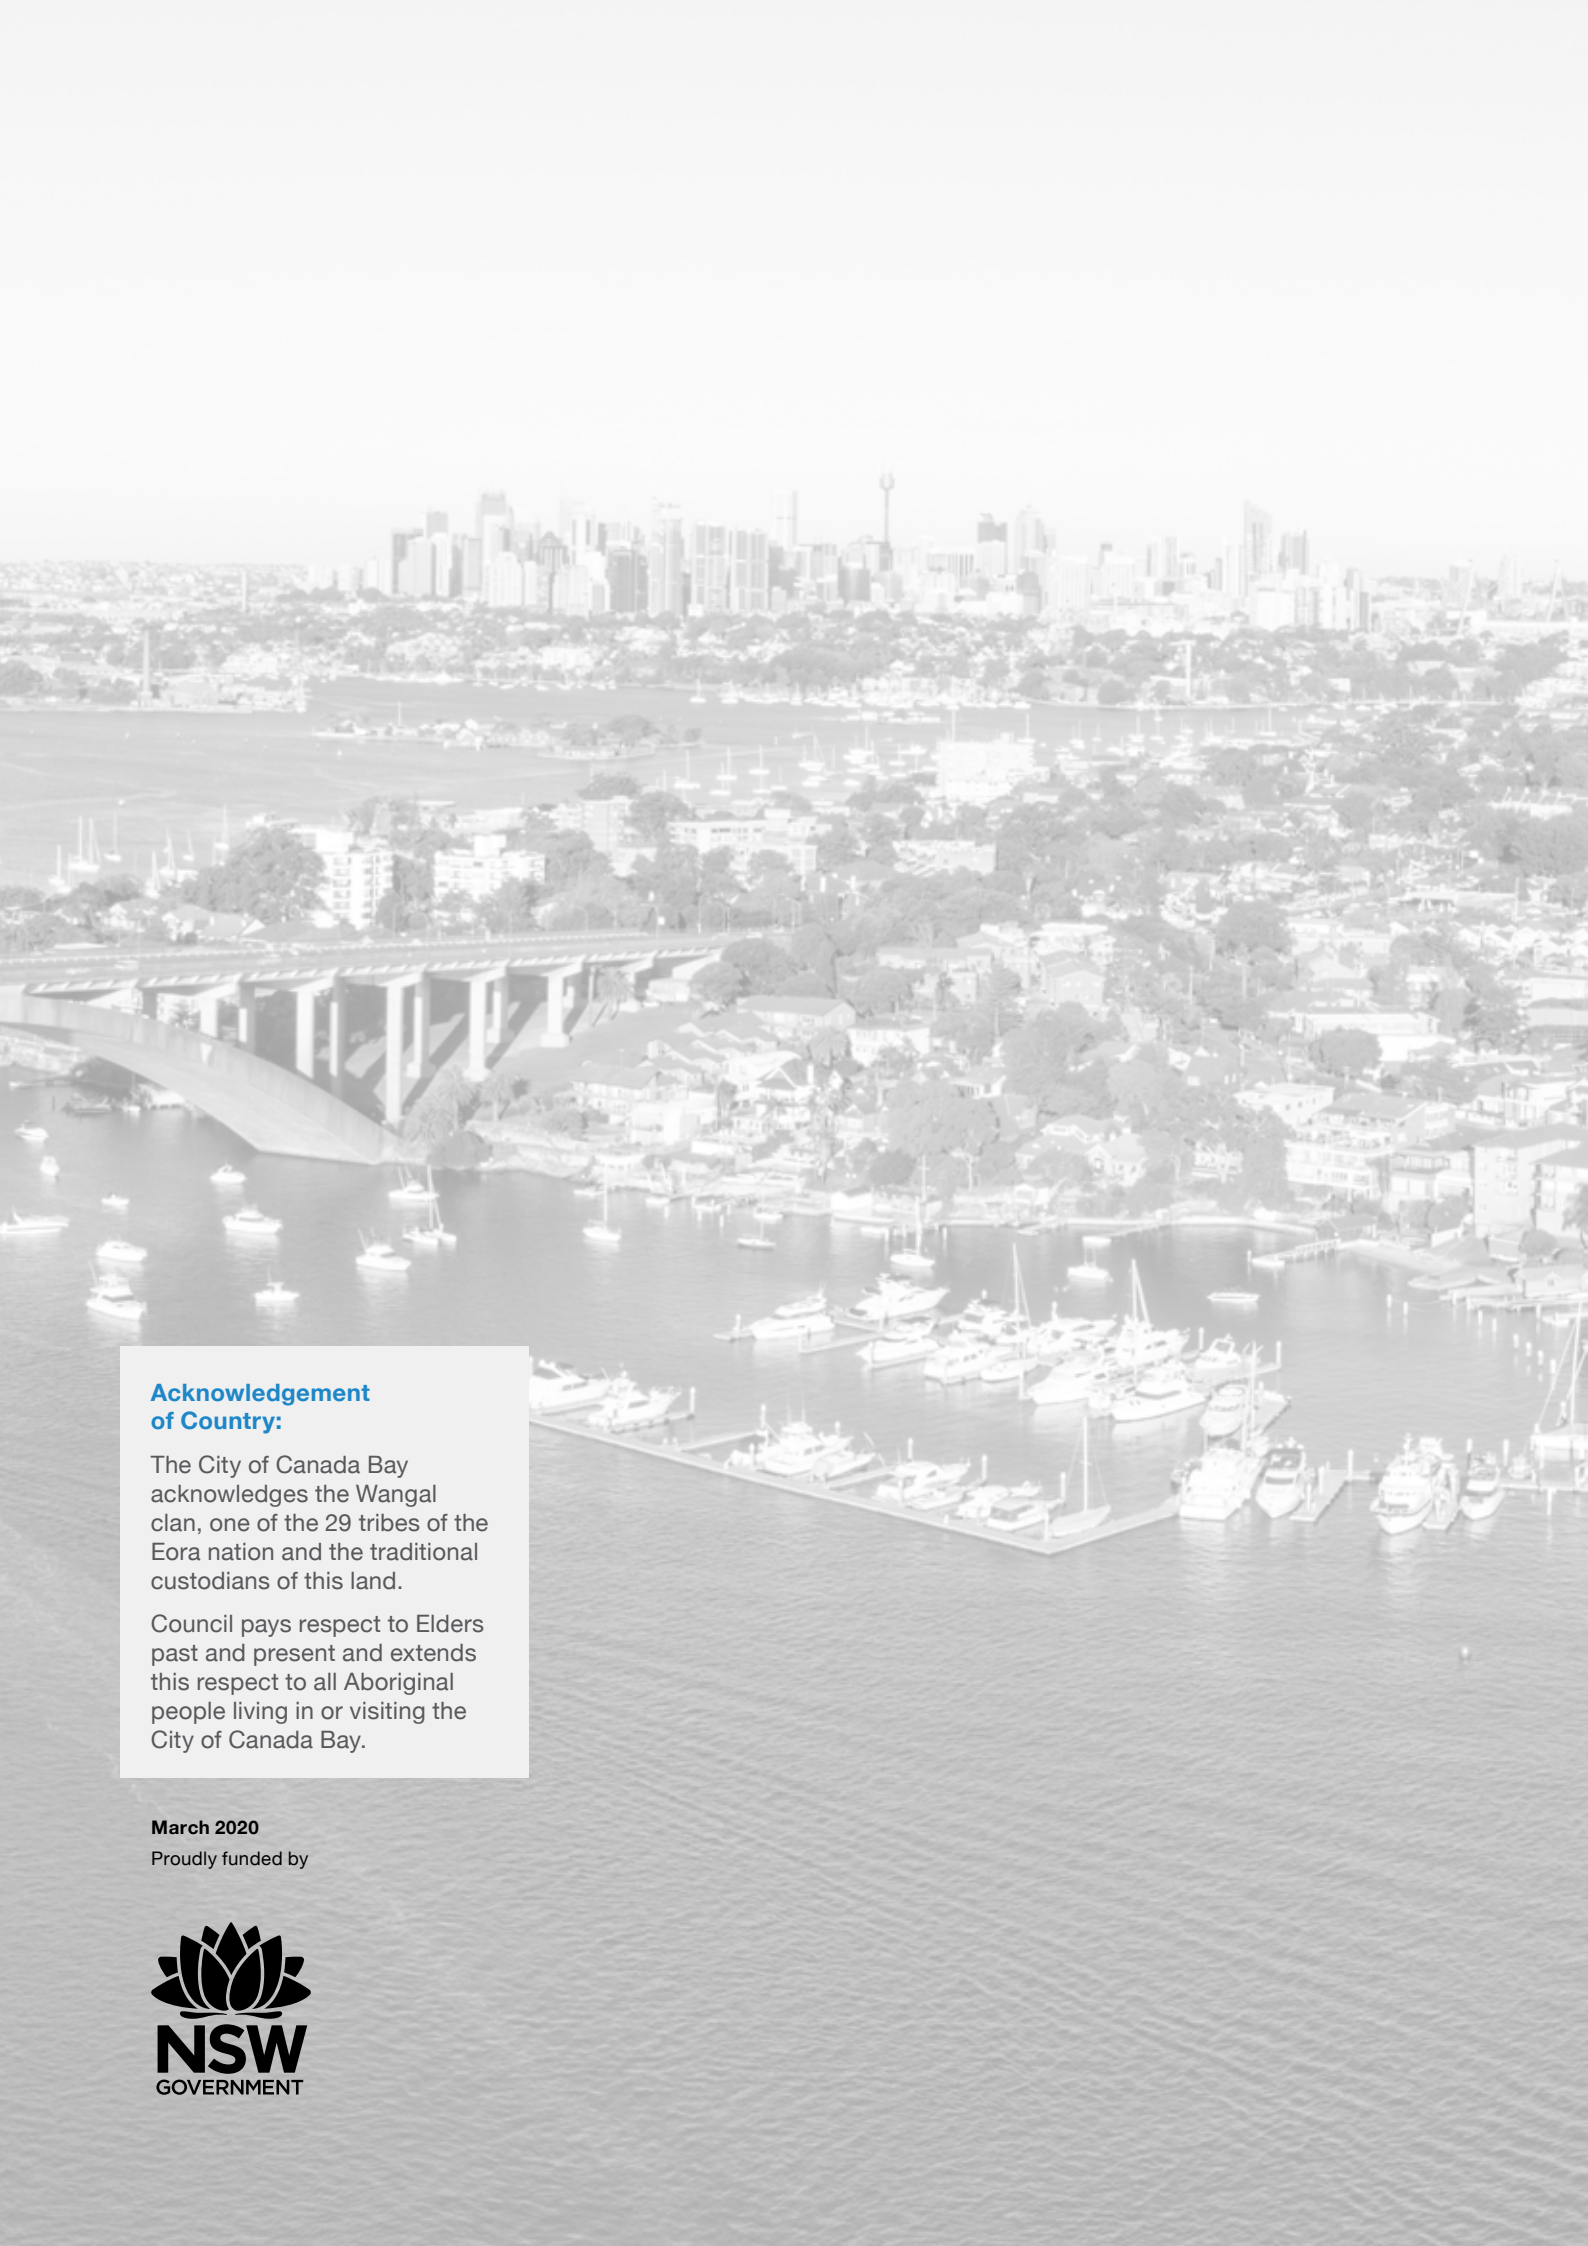 Acknowledgement
of Country:
The City of Canada Bay
acknowledges the Wangal
clan, one of the 29 tribes of the
Eora nation and the traditional
custodians of this land.
Council pays respect to Elders
past and present and extends
this respect to all Aboriginal
people living in or visiting the
City of Canada Bay.
March 2020
Proudly funded by
NSW
GOVERNMENT